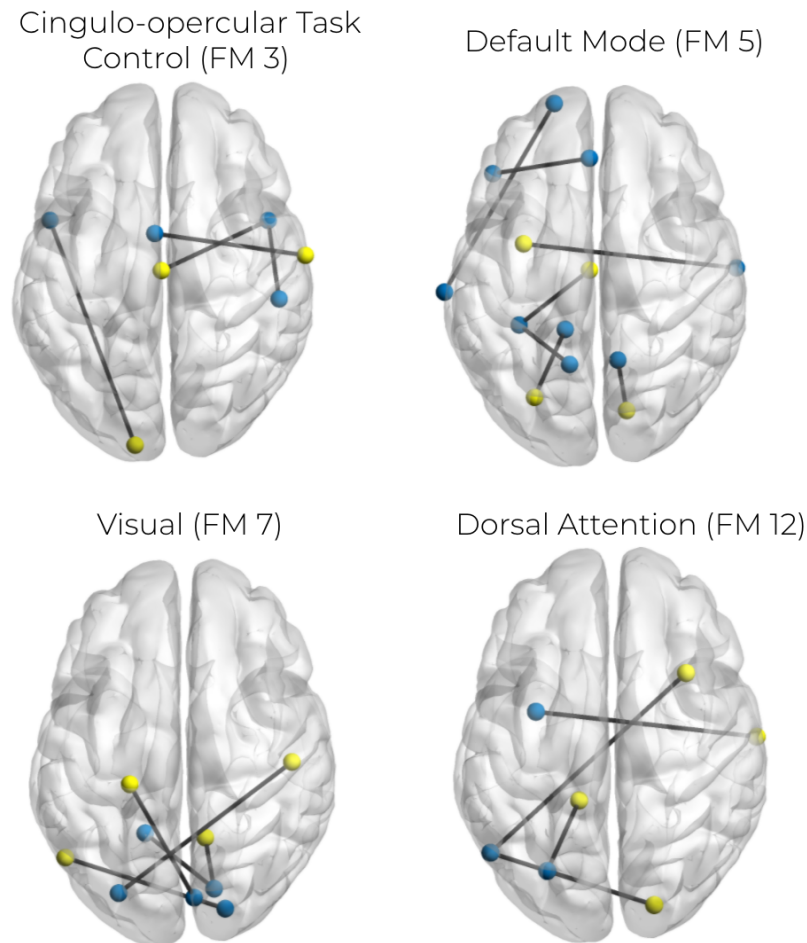 Cingulo-opercular Task
Control (FM 3)
Default Mode (FM 5)
Visual (FM 7)
Dorsal Attention (FM 12)